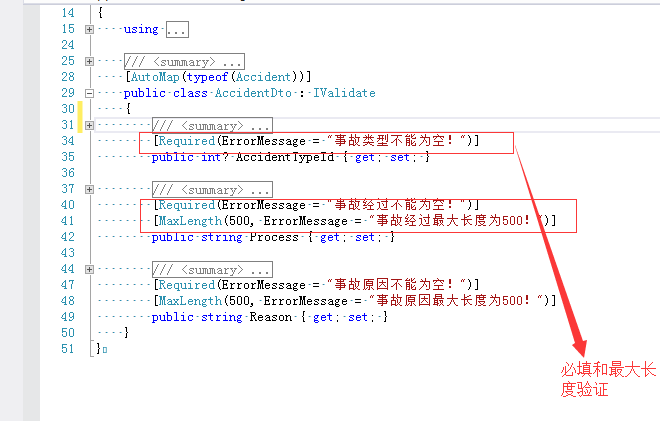 14 {
15 using ...
24
25 /// <summary> ...
28 [AutoMap(typeof(Accident))]
29 public class AccidentDto : IValidate
30 {
31 /// <summary> ...
34 [Required(ErrorMessage = "事故类型不能为空！")]
35 public int? AccidentTypeId { get; set; }
36
37 /// <summary> ...
40 [Required(ErrorMessage = "事故经过不能为空！")]
41 [MaxLength(500, ErrorMessage = "事故经过最大长度为500！")]
42 public string Process { get; set; }
43
44 /// <summary> ...
47 [Required(ErrorMessage = "事故原因不能为空！")]
48 [MaxLength(500, ErrorMessage = "事故原因最大长度为500！")]
49 public string Reason { get; set; }
50 }
51 }
必填和最大长
度验证